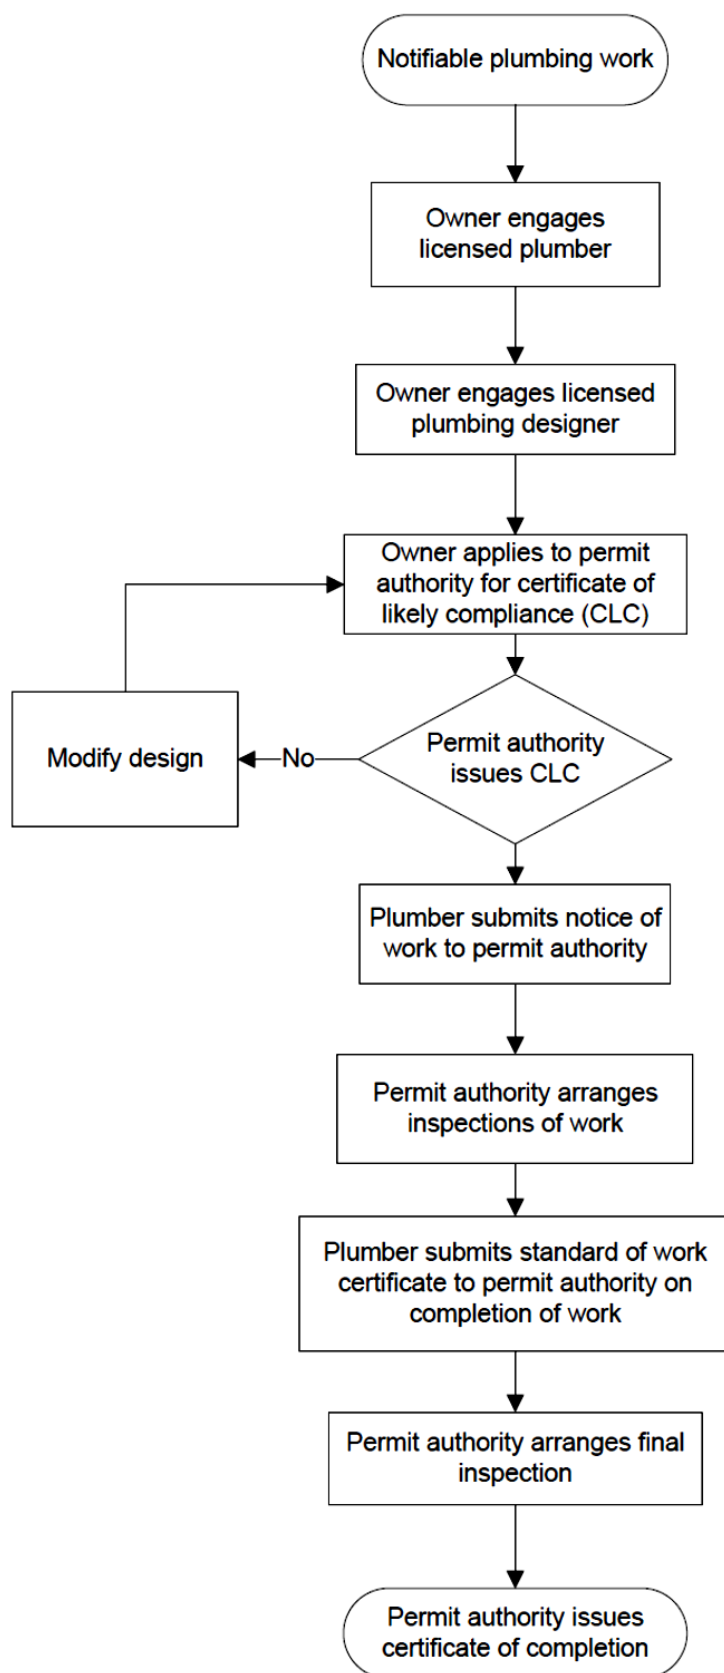 Notifiable plumbing work
Owner engages
licensed plumber
Owner engages licensed
plumbing designer
Owner applies to permit
authority for certificate of
likely compliance (CLC)
Permit authority
issues CLC
No
Modify design
Plumber submits notice of
work to permit authority
Permit authority arranges
inspections of work
Plumber submits standard of work
certificate to permit authority on
completion of work
Permit authority arranges final
inspection
Permit authority issues
certificate of completion